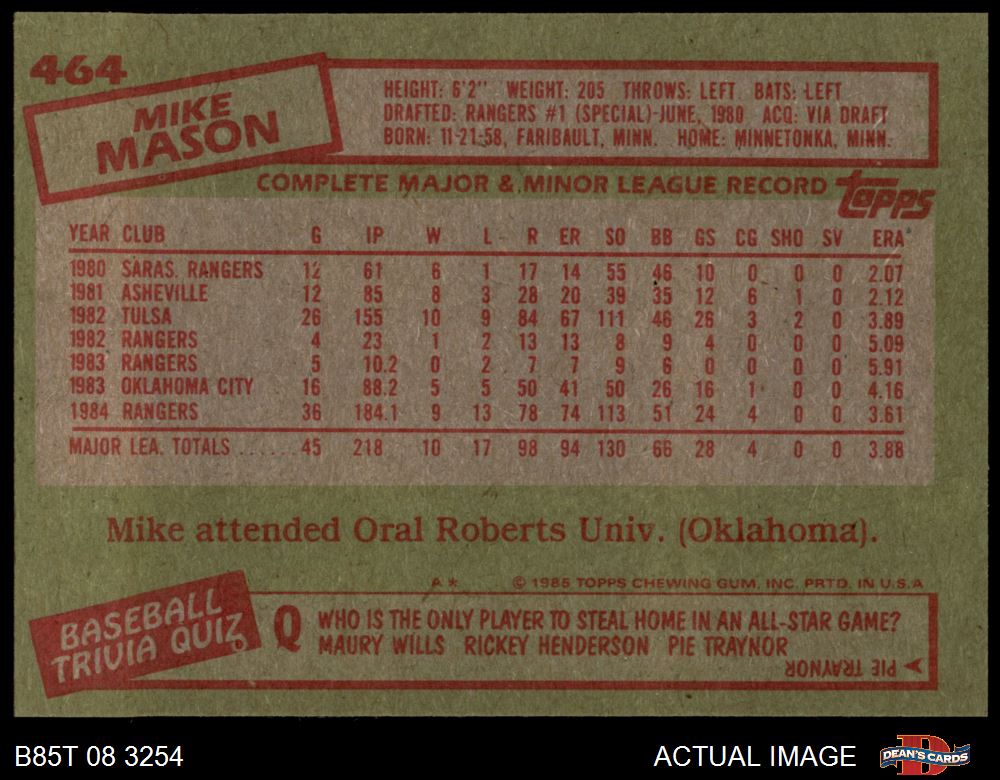 464
MIKE
MASON
HEIGHT: 6'2" WEIGHT: 205 THROWS: LEFT BATS: LEFT
DRAFTED: RANGERS #1 (SPECIAL)-JUNE, 1980 ACQ: VIA DRAFT
BORN: 11-21-58, FARIBAULT, MINN. HOME: MINNETONKA, MINN.
COMPLETE MAJOR & MINOR LEAGUE RECORD
topps
YEAR CLUB G IP W L R ER SO BB GS CG SHO SV ERA
1980 SARAS. RANGERS 12 61 6 1 17 14 55 46 10 0 0 0 2.07
1981 ASHEVILLE 12 85 8 3 28 20 39 35 12 6 1 0 2.12
1982 TULSA 26 155 10 9 84 67 111 46 26 3 2 0 3.89
1982 RANGERS 4 23 1 2 13 13 8 9 4 0 0 0 5.09
1983 RANGERS 5 10.2 0 2 7 7 9 6 0 0 0 0 5.91
1983 OKLAHOMA CITY 16 88.2 5 5 50 41 50 26 16 1 0 0 4.16
1984 RANGERS 36 184.1 9 13 78 74 113 51 24 4 0 0 3.61
MAJOR LEA. TOTALS ...... 45 218 10 17 98 94 130 66 28 4 0 0 3.88
Mike attended Oral Roberts Univ. (Oklahoma).
A* © 1985 TOPPS CHEWING GUM, INC. PRTD. IN U.S.A
BASEBALL
TRIVIA QUIZ
Q WHO IS THE ONLY PLAYER TO STEAL HOME IN AN ALL-STAR GAME?
MAURY WILLS RICKEY HENDERSON PIE TRAYNOR
PIE TRAYNOR
B85T 08 3254
ACTUAL IMAGE
DEAN'S CARDS